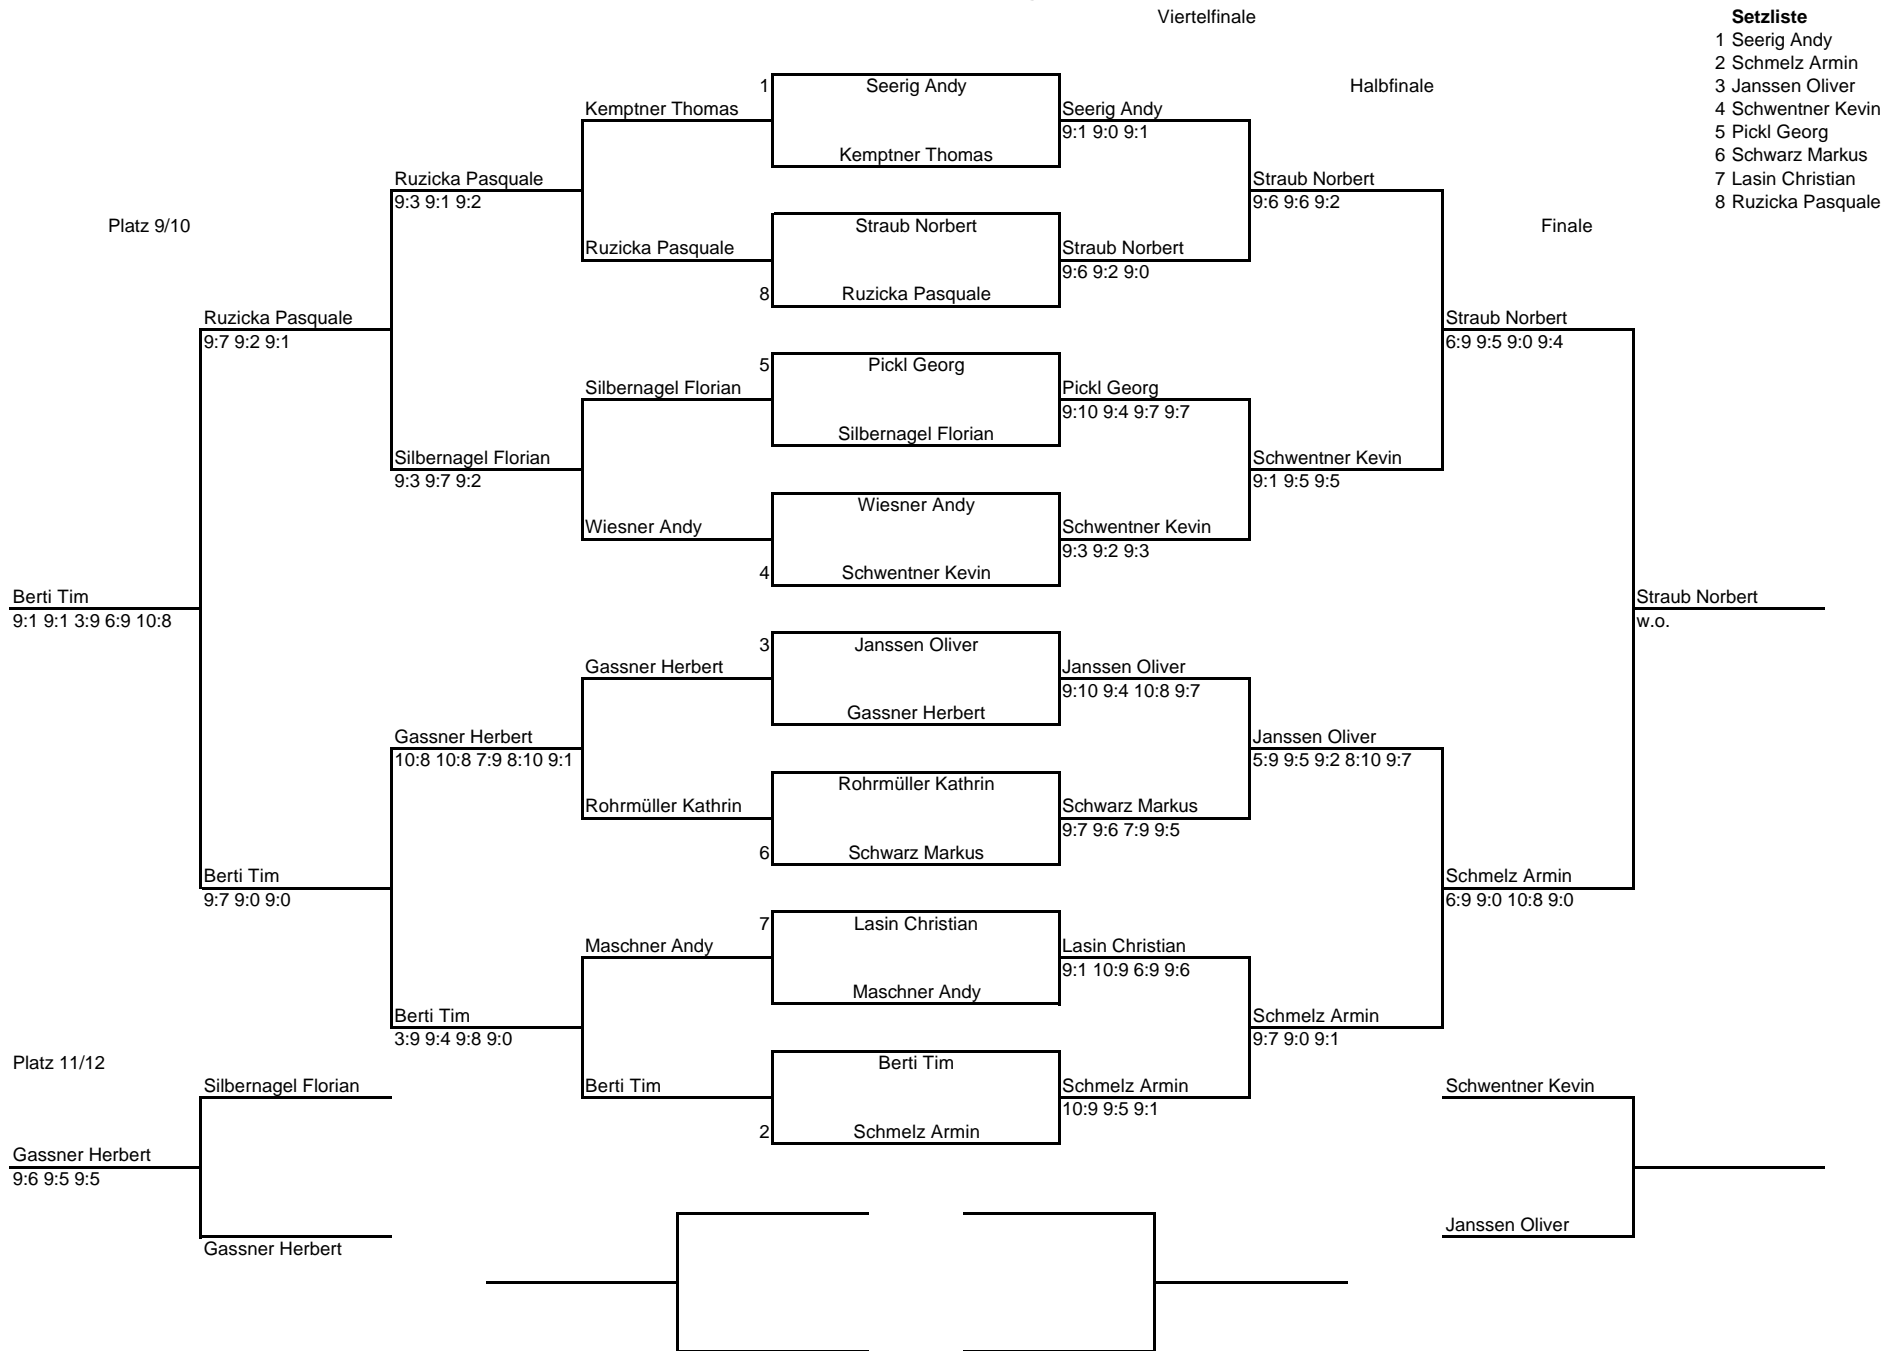 Viertelfinale
Setzliste
1 Seerig Andy
2 Schmelz Armin
3 Janssen Oliver
4 Schwentner Kevin
5 Pickl Georg
6 Schwarz Markus
7 Lasin Christian
8 Ruzicka Pasquale
Halbfinale
Finale
Platz 9/10
1 Seerig Andy
Kemptner Thomas
Straub Norbert
8 Ruzicka Pasquale
5 Pickl Georg
Silbernagel Florian
Wiesner Andy
4 Schwentner Kevin
3 Janssen Oliver
Gassner Herbert
Rohrmüller Kathrin
6 Schwarz Markus
7 Lasin Christian
Maschner Andy
Berti Tim
2 Schmelz Armin
Seerig Andy
9:1 9:0 9:1
Straub Norbert
9:6 9:2 9:0
Pickl Georg
9:10 9:4 9:7 9:7
Schwentner Kevin
9:3 9:2 9:3
Janssen Oliver
9:10 9:4 10:8 9:7
Schwarz Markus
9:7 9:6 7:9 9:5
Lasin Christian
9:1 10:9 6:9 9:6
Schmelz Armin
10:9 9:5 9:1
Straub Norbert
9:6 9:6 9:2
Schwentner Kevin
9:1 9:5 9:5
Janssen Oliver
5:9 9:5 9:2 8:10 9:7
Schmelz Armin
9:7 9:0 9:1
Straub Norbert
6:9 9:5 9:0 9:4
Schmelz Armin
6:9 9:0 10:8 9:0
Straub Norbert
w.o.
Schwentner Kevin
Janssen Oliver
Kemptner Thomas
Ruzicka Pasquale
Silbernagel Florian
Wiesner Andy
Gassner Herbert
Rohrmüller Kathrin
Maschner Andy
Berti Tim
Ruzicka Pasquale
9:3 9:1 9:2
Silbernagel Florian
9:3 9:7 9:2
Gassner Herbert
10:8 10:8 7:9 8:10 9:1
Berti Tim
3:9 9:4 9:8 9:0
Ruzicka Pasquale
9:7 9:2 9:1
Berti Tim
9:7 9:0 9:0
Berti Tim
9:1 9:1 3:9 6:9 10:8
Platz 11/12
Silbernagel Florian
Gassner Herbert
9:6 9:5 9:5
Gassner Herbert